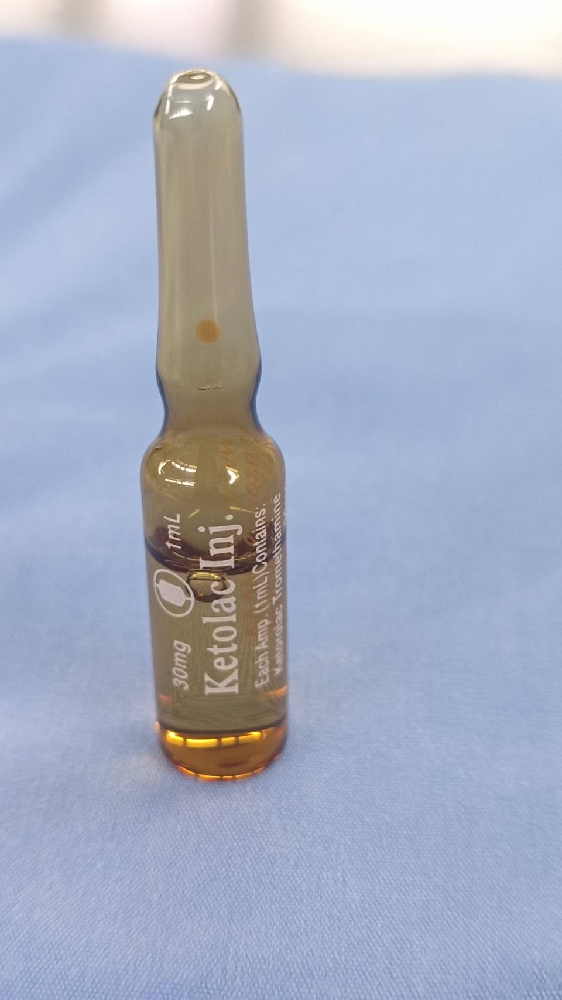 30mg 1mL
Ketolac Inj.
Each Amp. (1mL) Contains:
Ketorolac Tromethamine